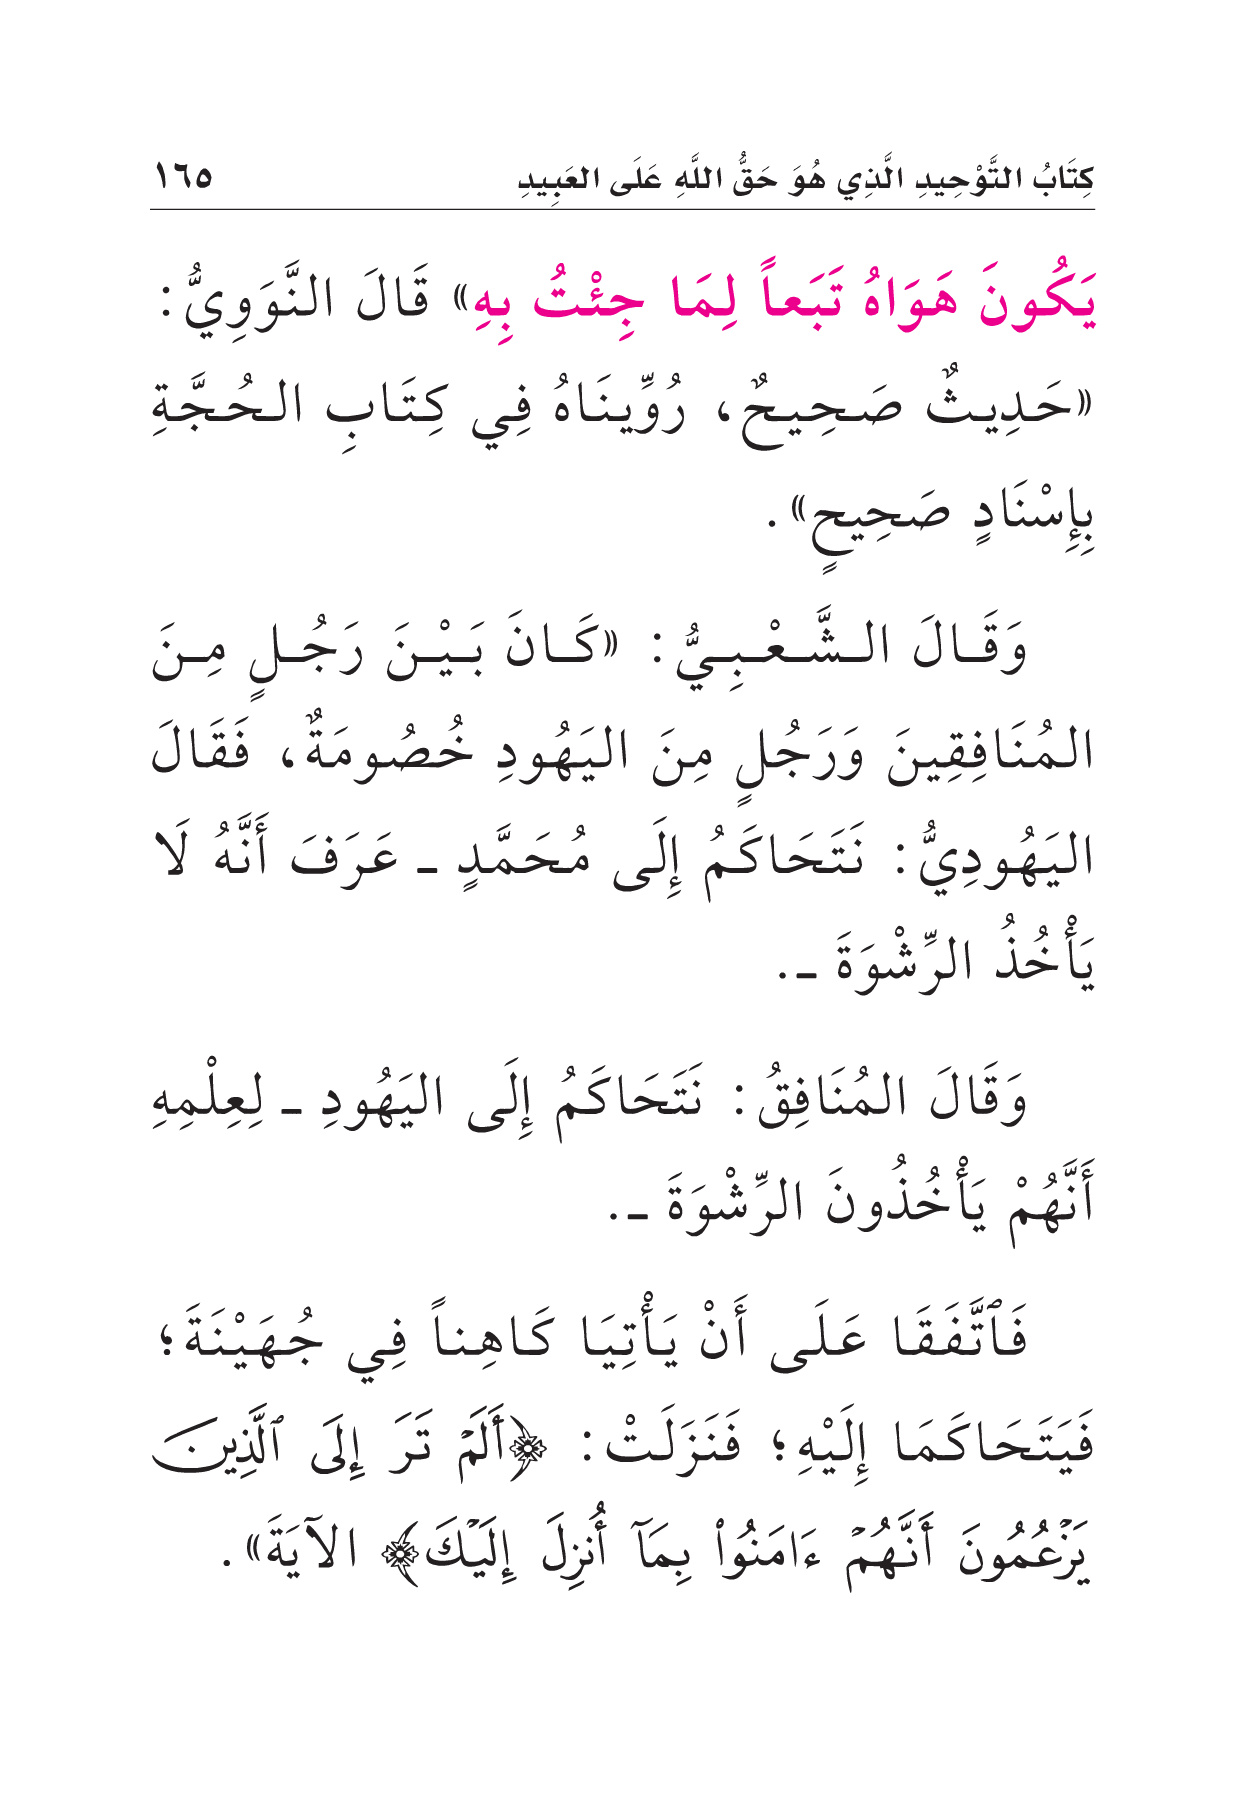 كِتَابُ التَّوْحِيدِ الَّذِي هُوَ حَقُّ اللَّهِ عَلَى العَبِيدِ ١٦٥
يَكُونَ هَوَاهُ تَبَعاً لِمَا جِئْتُ بِهِ» قَالَ النَّوَوِيُّ:
«حَدِيثٌ صَحِيحٌ، رُوِّينَاهُ فِي كِتَابِ الحُجَّةِ
بِإِسْنَادٍ صَحِيحٍ».
وَقَالَ الشَّعْبِيُّ: «كَانَ بَيْنَ رَجُلٍ مِنَ
المُنَافِقِينَ وَرَجُلٍ مِنَ اليَهُودِ خُصُومَةٌ، فَقَالَ
اليَهُودِيُّ: نَتَحَاكَمُ إِلَى مُحَمَّدٍ ـ عَرَفَ أَنَّهُ لَا
يَأْخُذُ الرِّشْوَةَ ـ.
وَقَالَ المُنَافِقُ: نَتَحَاكَمُ إِلَى اليَهُودِ ـ لِعِلْمِهِ
أَنَّهُمْ يَأْخُذُونَ الرِّشْوَةَ ـ.
فَٱتَّفَقَا عَلَى أَنْ يَأْتِيَا كَاهِناً فِي جُهَيْنَةَ؛
فَيَتَحَاكَمَا إِلَيْهِ؛ فَنَزَلَتْ: ﴿أَلَمۡ تَرَ إِلَى ٱلَّذِينَ
يَزۡعُمُونَ أَنَّهُمۡ ءَامَنُواْ بِمَآ أُنزِلَ إِلَيۡكَ﴾ الآيَةَ».